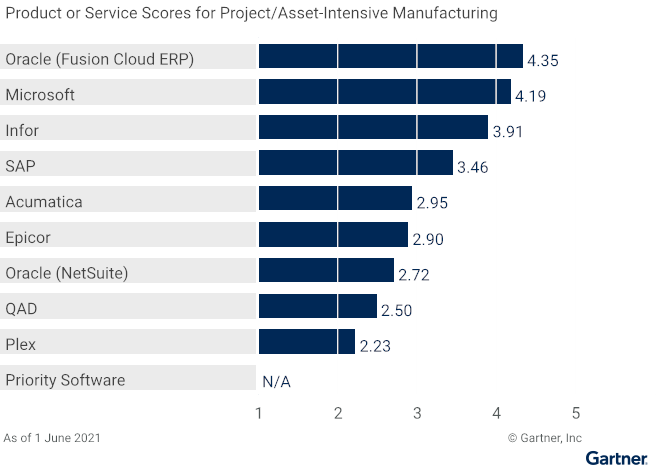 Product or Service Scores for Project/Asset-Intensive Manufacturing
Oracle (Fusion Cloud ERP) 4.35
Microsoft 4.19
Infor 3.91
SAP 3.46
Acumatica 2.95
Epicor 2.90
Oracle (NetSuite) 2.72
QAD 2.50
Plex 2.23
Priority Software N/A
1 2 3 4 5
As of 1 June 2021 © Gartner, Inc
Gartner